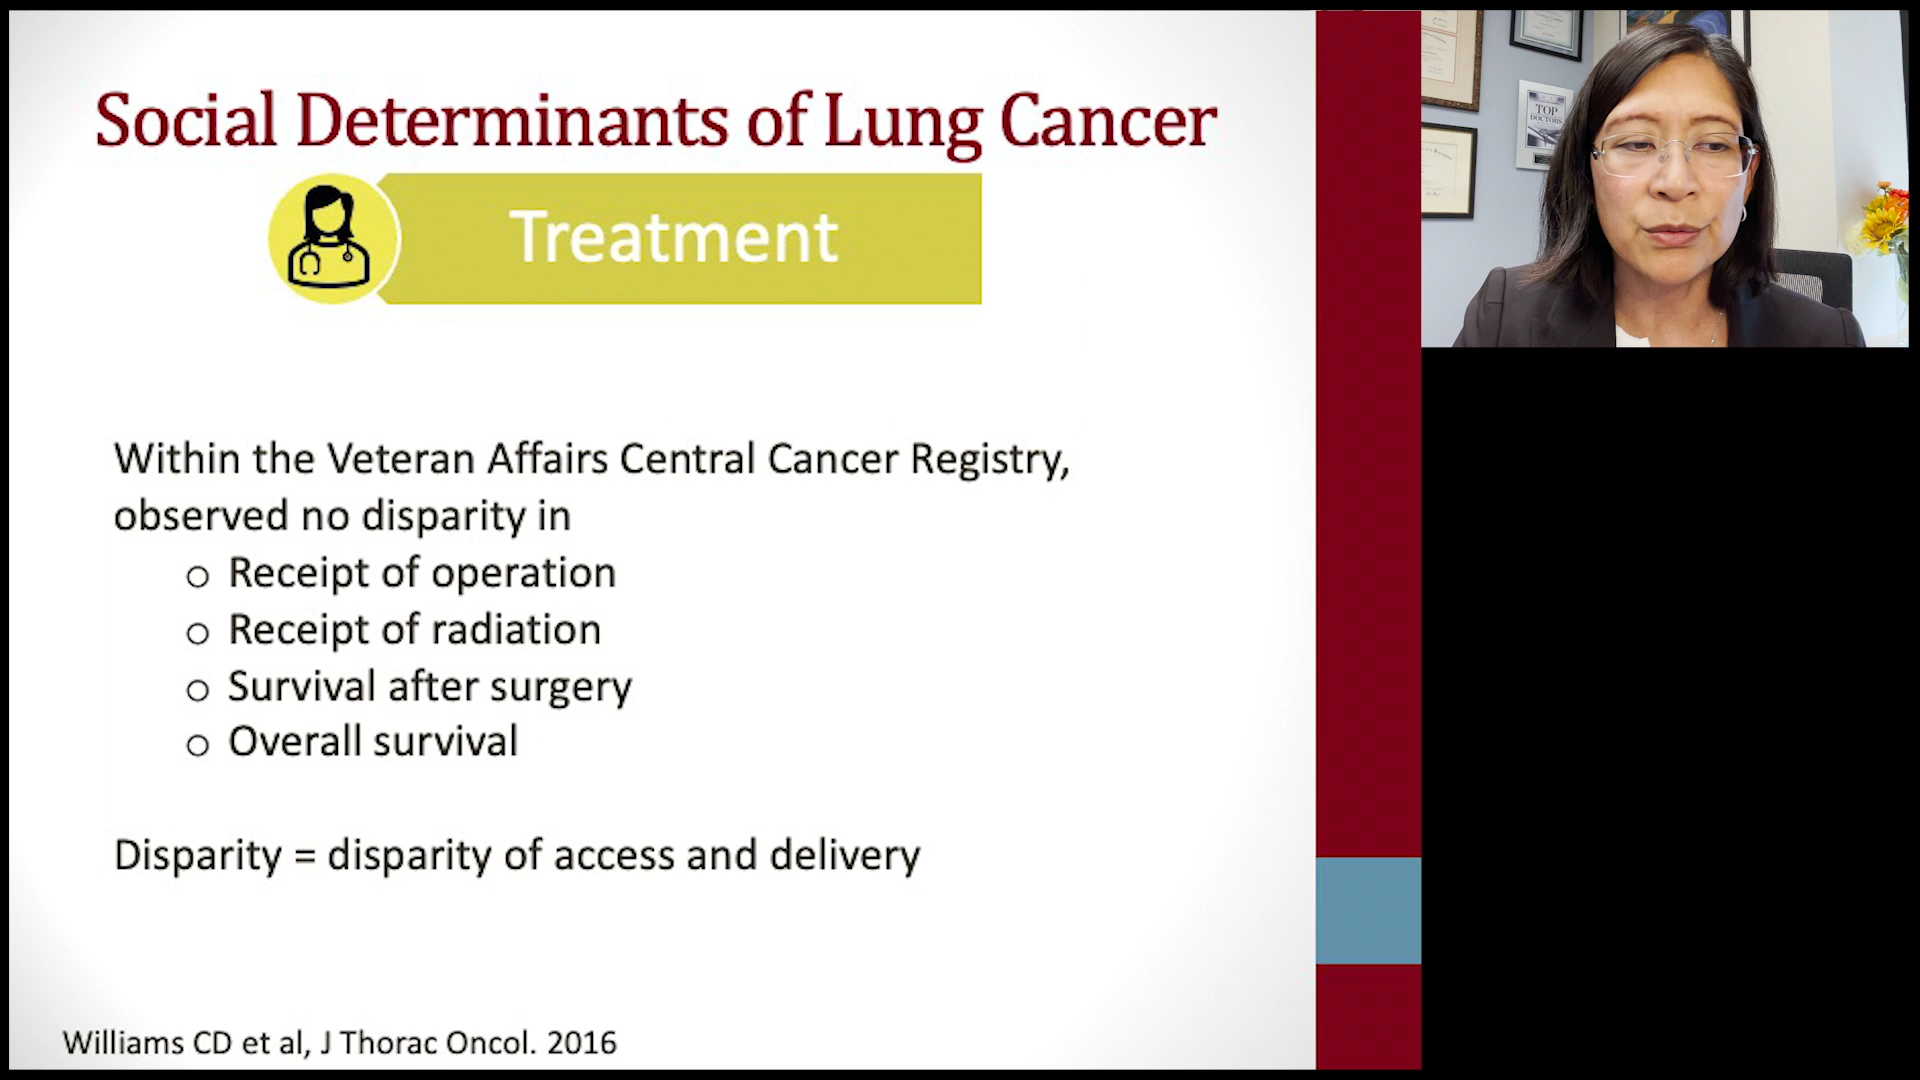 Social Determinants of Lung Cancer
Treatment
Within the Veteran Affairs Central Cancer Registry,
observed no disparity in
o Receipt of operation
o Receipt of radiation
o Survival after surgery
o Overall survival
Disparity = disparity of access and delivery
Williams CD et al, J Thorac Oncol. 2016
TOP
DOCTORS